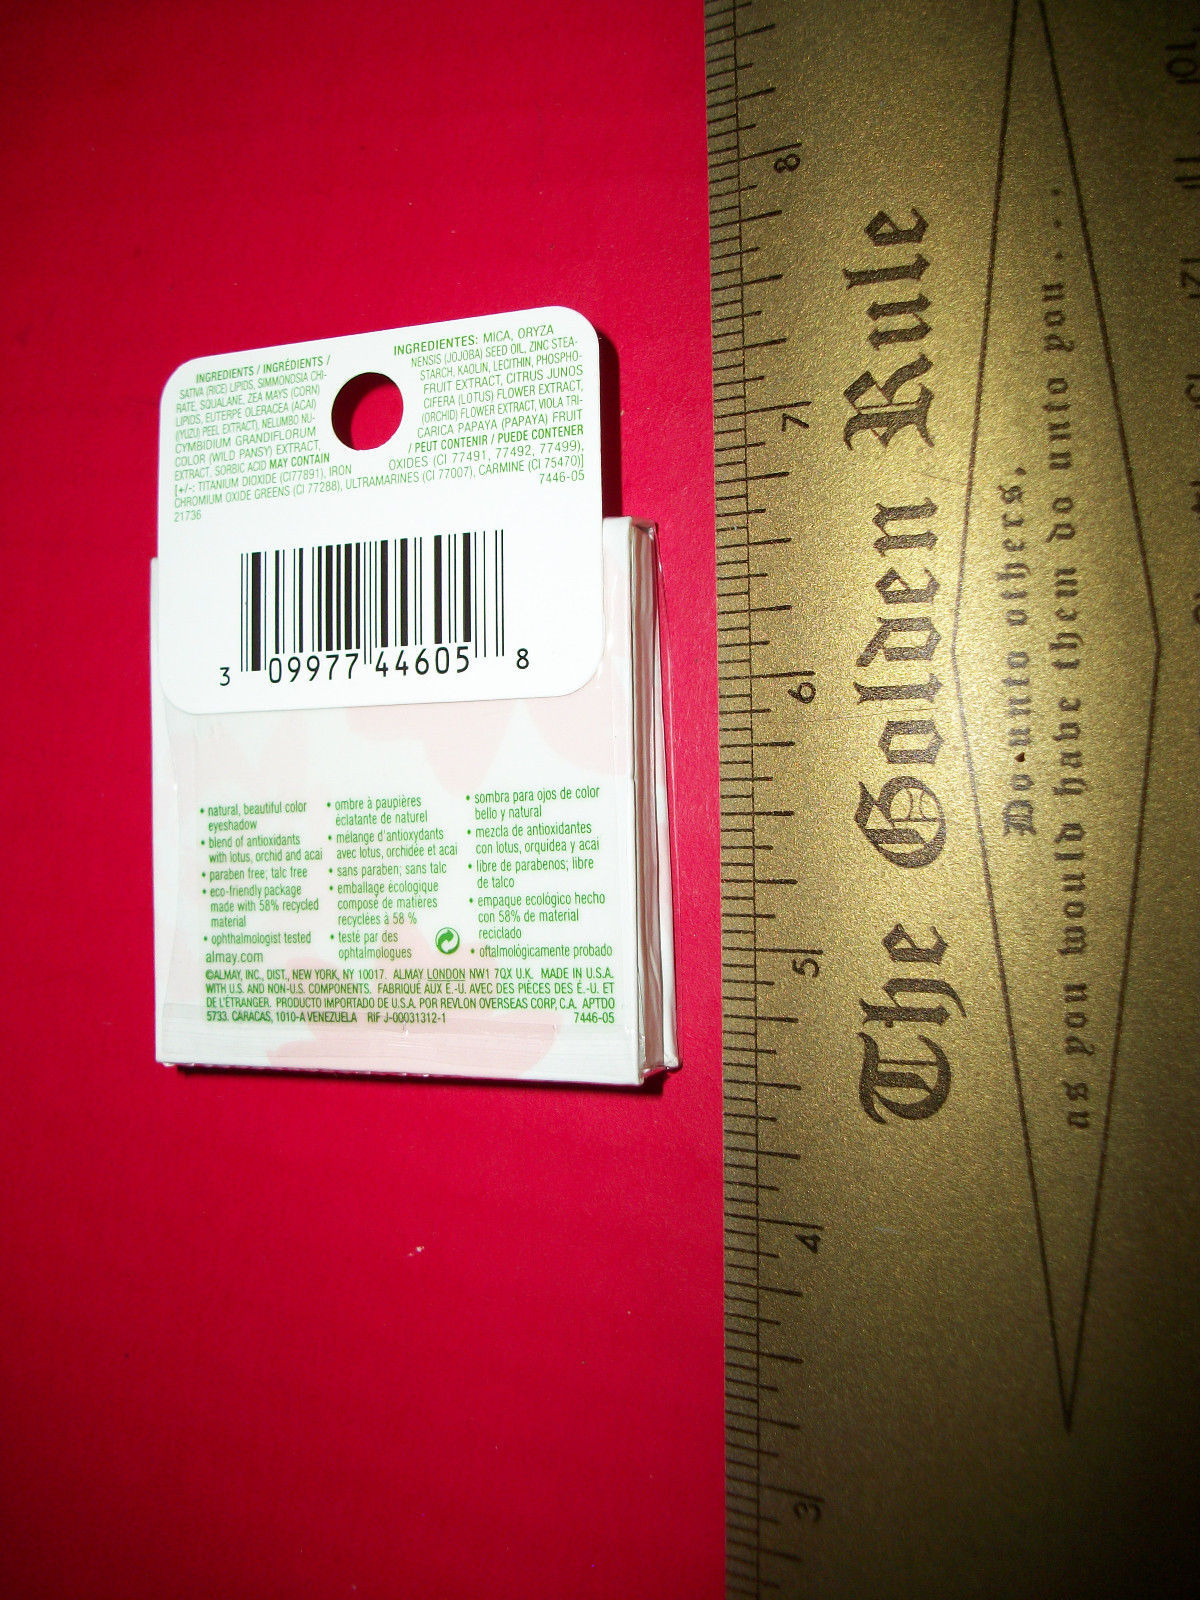 INGREDIENTS / INGRÉDIENTS / INGREDIENTES: MICA, ORYZA
SATIVA (RICE) LIPIDS, SIMMONDSIA CHI- NENSIS (JOJOBA) SEED OIL, ZINC STEA-
RATE, SQUALANE, ZEA MAYS (CORN) STARCH, KAOLIN, LECITHIN, PHOSPHO-
LIPIDS, EUTERPE OLERACEA (ACAI) FRUIT EXTRACT, CITRUS JUNOS
((YUZU) PEEL EXTRACT), NELUMBO NU- CIFERA (LOTUS) FLOWER EXTRACT,
CYMBIDIUM GRANDIFLORUM (ORCHID) FLOWER EXTRACT, VIOLA TRI-
COLOR (WILD PANSY) EXTRACT, CARICA PAPAYA (PAPAYA) FRUIT
EXTRACT, SORBIC ACID MAY CONTAIN / PEUT CONTENIR / PUEDE CONTENER
[+/-: TITANIUM DIOXIDE (CI77891), IRON OXIDES (CI 77491, 77492, 77499),
CHROMIUM OXIDE GREENS (CI 77288), ULTRAMARINES (CI 77007), CARMINE (CI 75470)]
21736 7446-05
3 09977 44605 8
• natural, beautiful color
eyeshadow
• blend of antioxidants
with lotus, orchid and acai
• paraben free; talc free
• eco-friendly package
made with 58% recycled
material
• ophthalmologist tested
almay.com
• ombre à paupières
éclatante de naturel
• mélange d'antioxydants
avec lotus, orchidée et acai
• sans paraben; sans talc
• emballage écologique
composé de matières
recyclées à 58 %
• testé par des
ophtalmologues
• sombra para ojos de color
bello y natural
• mezcla de antioxidantes
con lotus, orquídea y acai
• libre de parabenos; libre
de talco
• empaque ecológico hecho
con 58% de material
reciclado
• oftalmológicamente probado
©ALMAY, INC., DIST., NEW YORK, NY 10017. ALMAY LONDON NW1 7QX U.K. MADE IN U.S.A.
WITH U.S. AND NON-U.S. COMPONENTS. FABRIQUÉ AUX É.-U. AVEC DES PIÈCES DES É.-U. ET
DE L'ÉTRANGER. PRODUCTO IMPORTADO DE U.S.A. POR REVLON OVERSEAS CORP., C.A. APTDO
5733. CARACAS, 1010-A VENEZUELA RIF J-00031312-1 7446-05
The Golden Rule
Do unto others,
as you would have them do unto you . . .
3
4
5
6
7
8
10